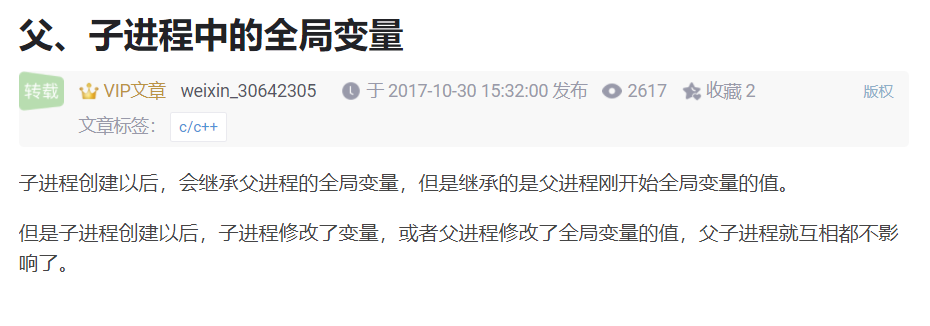 父、子进程中的全局变量
转载 VIP文章 weixin_30642305 于 2017-10-30 15:32:00 发布 2617 收藏 2 版权
文章标签： c/c++
子进程创建以后，会继承父进程的全局变量，但是继承的是父进程刚开始全局变量的值。
但是子进程创建以后，子进程修改了变量，或者父进程修改了全局变量的值，父子进程就互相都不影
响了。